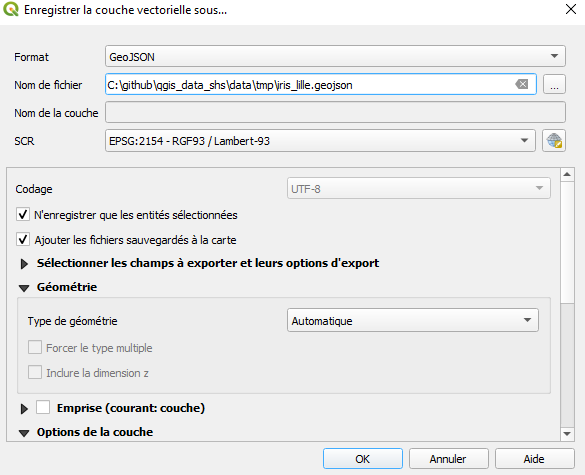 Enregistrer la couche vectorielle sous...
Format GeoJSON
Nom de fichier C:\github\qgis_data_shs\data\tmp\iris_lille.geojson ...
Nom de la couche
SCR EPSG:2154 - RGF93 / Lambert-93
Codage UTF-8
N'enregistrer que les entités sélectionnées
Ajouter les fichiers sauvegardés à la carte
Sélectionner les champs à exporter et leurs options d'export
Géométrie
Type de géométrie Automatique
Forcer le type multiple
Inclure la dimension z
Emprise (courant: couche)
Options de la couche
OK Annuler Aide